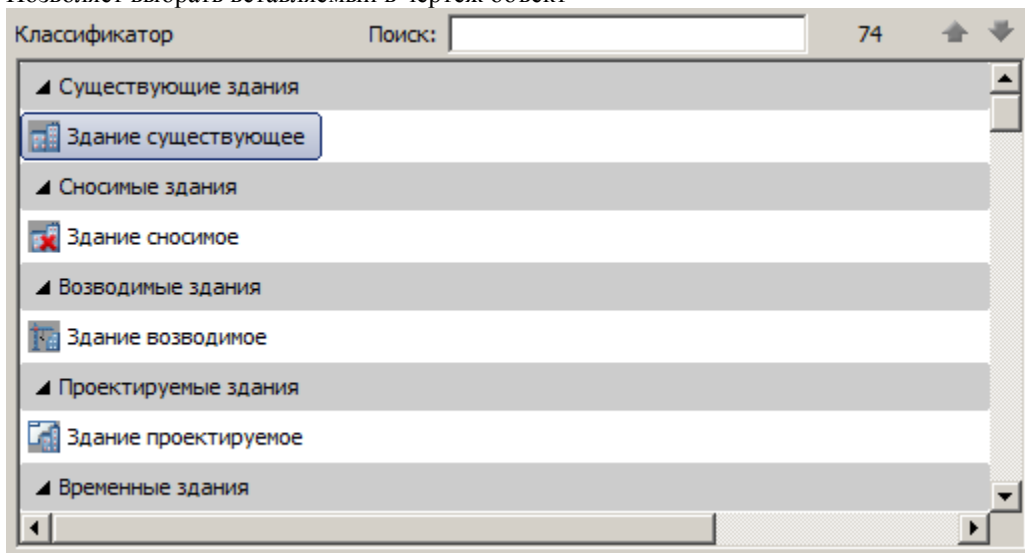 Позволяет выбрать вставляемый в чертеж объект
Классификатор Поиск: 74
Существующие здания
Здание существующее
Сносимые здания
Здание сносимое
Возводимые здания
Здание возводимое
Проектируемые здания
Здание проектируемое
Временные здания